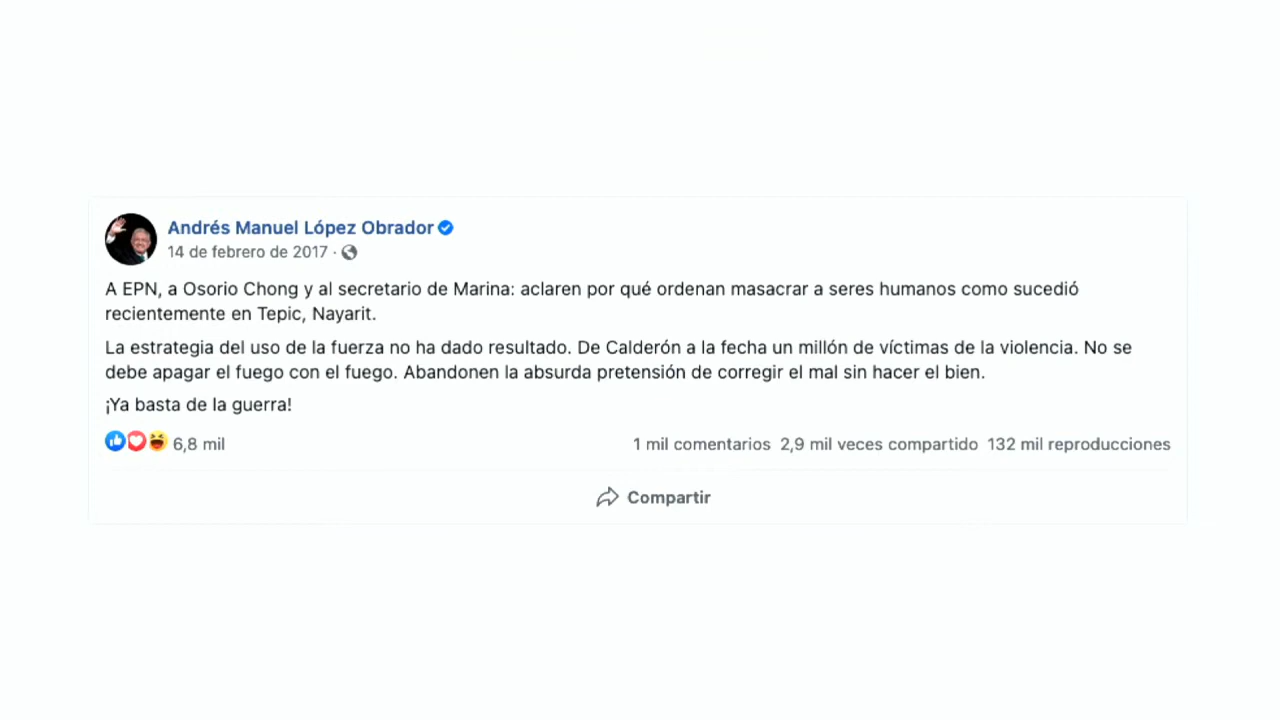 Andrés Manuel López Obrador
14 de febrero de 2017 ·
A EPN, a Osorio Chong y al secretario de Marina: aclaren por qué ordenan masacrar a seres humanos como sucedió
recientemente en Tepic, Nayarit.
La estrategia del uso de la fuerza no ha dado resultado. De Calderón a la fecha un millón de víctimas de la violencia. No se
debe apagar el fuego con el fuego. Abandonen la absurda pretensión de corregir el mal sin hacer el bien.
¡Ya basta de la guerra!
6,8 mil 1 mil comentarios 2,9 mil veces compartido 132 mil reproducciones
Compartir